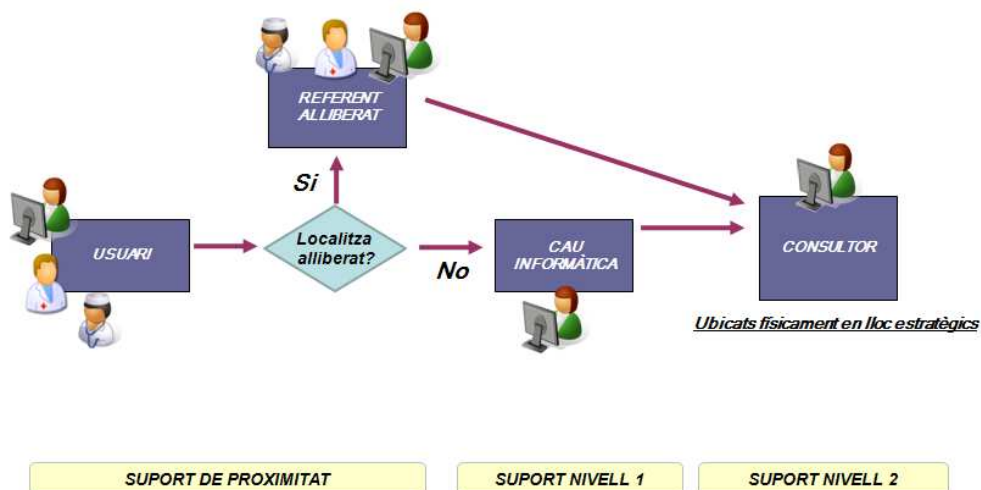 REFERENT
ALLIBERAT
Si
USUARI
Localitza
alliberat?
No
CAU
INFORMÀTICA
CONSULTOR
Ubicats físicament en lloc estratègics
SUPORT DE PROXIMITAT
SUPORT NIVELL 1
SUPORT NIVELL 2